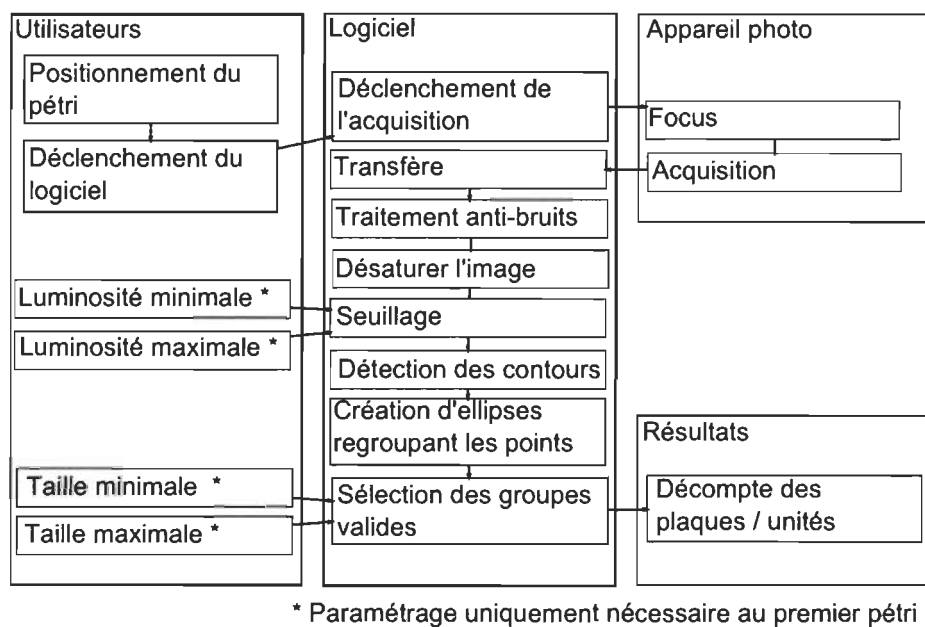 Utilisateurs
Positionnement du
pétri
Déclenchement du
logiciel
Luminosité minimale *
Luminosité maximale *
Taille minimale *
Taille maximale *
Logiciel
Déclenchement de
l'acquisition
Transfère
Traitement anti-bruits
Désaturer l'image
Seuillage
Détection des contours
Création d'ellipses
regroupant les points
Sélection des groupes
valides
Appareil photo
Focus
Acquisition
Résultats
Décompte des
plaques / unités
* Paramétrage uniquement nécessaire au premier pétri